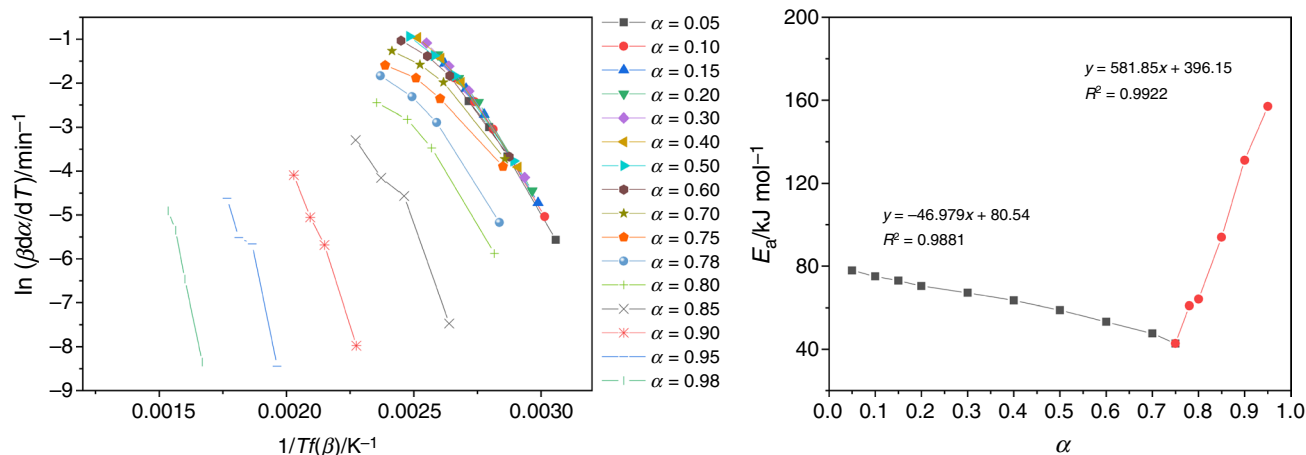 ln (βdα/dT)/min⁻¹
−1
−2
−3
−4
−5
−6
−7
−8
−9
0.0015
0.0020
0.0025
0.0030
1/Tf(β)/K⁻¹
α = 0.05
α = 0.10
α = 0.15
α = 0.20
α = 0.30
α = 0.40
α = 0.50
α = 0.60
α = 0.70
α = 0.75
α = 0.78
α = 0.80
α = 0.85
α = 0.90
α = 0.95
α = 0.98
Eₐ/kJ mol⁻¹
200
160
120
80
40
y = 581.85x + 396.15
R² = 0.9922
y = −46.979x + 80.54
R² = 0.9881
0.0
0.1
0.2
0.3
0.4
0.5
0.6
0.7
0.8
0.9
1.0
α